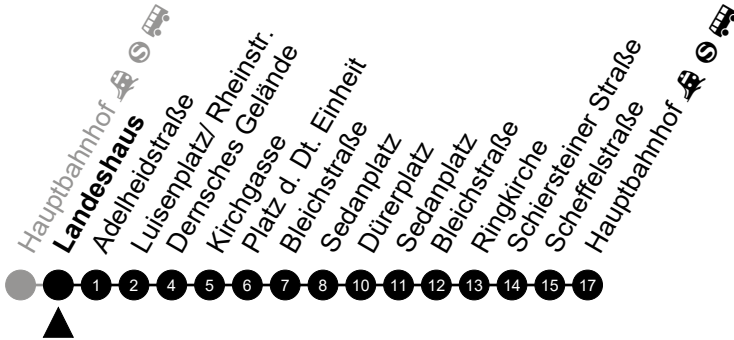 Hauptbahnhof S
Landeshaus
Adelheidstraße
Luisenplatz/ Rheinstr.
Dernsches Gelände
Kirchgasse
Platz d. Dt. Einheit
Bleichstraße
Sedanplatz
Dürerplatz
Sedanplatz
Bleichstraße
Ringkirche
Schiersteiner Straße
Scheffelstraße
Hauptbahnhof S
1 2 4 5 6 7 8 10 11 12 13 14 15 17